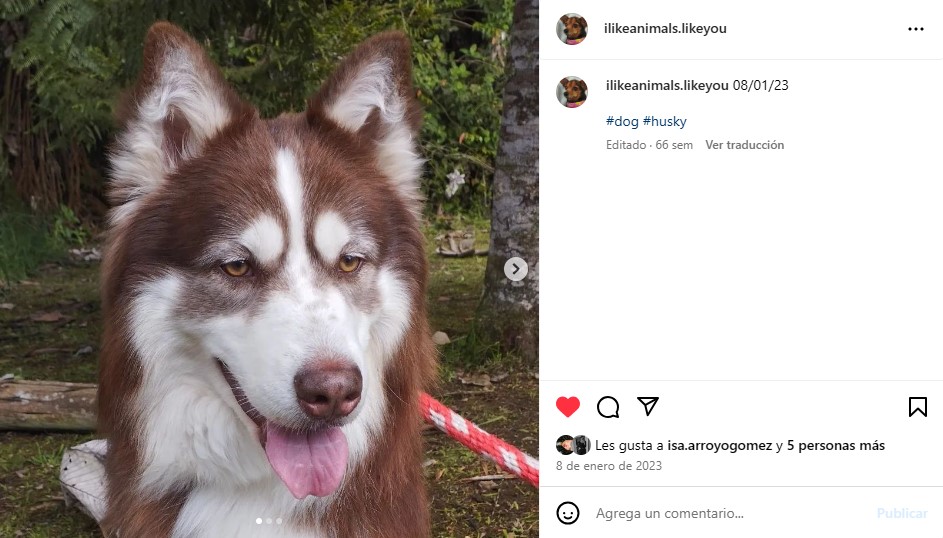 ilikeanimals.likeyou
ilikeanimals.likeyou 08/01/23
#dog #husky
Editado · 66 sem Ver traducción
Les gusta a isa.arroyogomez y 5 personas más
8 de enero de 2023
Agrega un comentario... Publicar